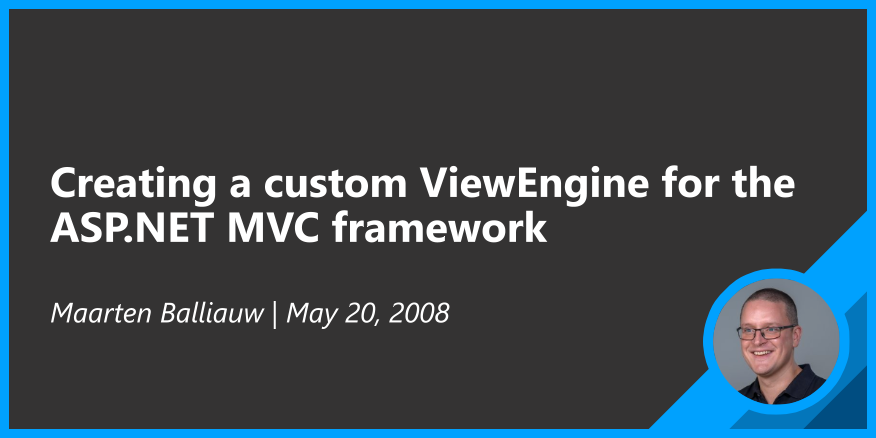 Creating a custom ViewEngine for the
ASP.NET MVC framework
Maarten Balliauw | May 20, 2008